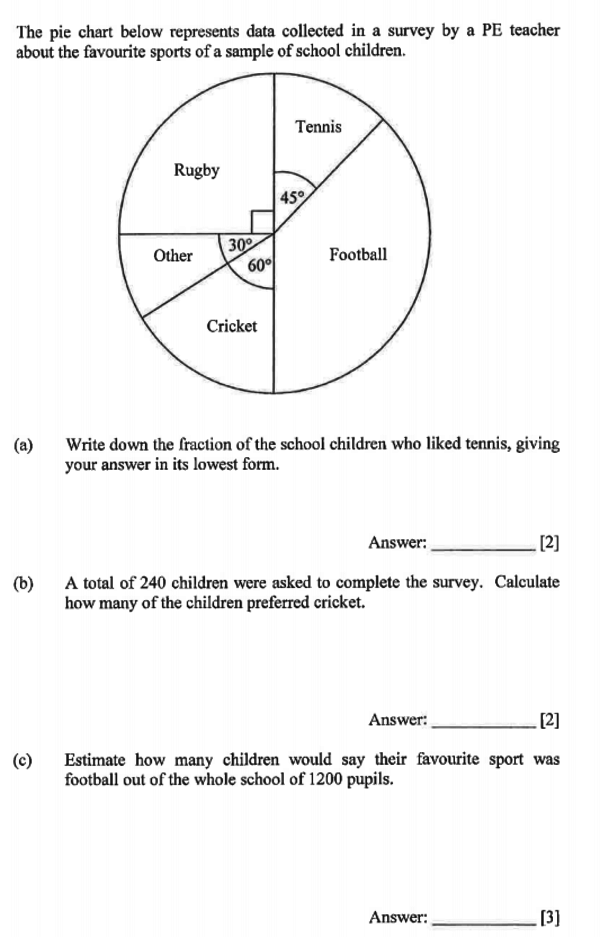 The pie chart below represents data collected in a survey by a PE teacher
about the favourite sports of a sample of school children.
Tennis
Rugby
45°
30°
Other
60°
Football
Cricket
(a) Write down the fraction of the school children who liked tennis, giving
your answer in its lowest form.
Answer: ____________ [2]
(b) A total of 240 children were asked to complete the survey. Calculate
how many of the children preferred cricket.
Answer: ____________ [2]
(c) Estimate how many children would say their favourite sport was
football out of the whole school of 1200 pupils.
Answer: ____________ [3]